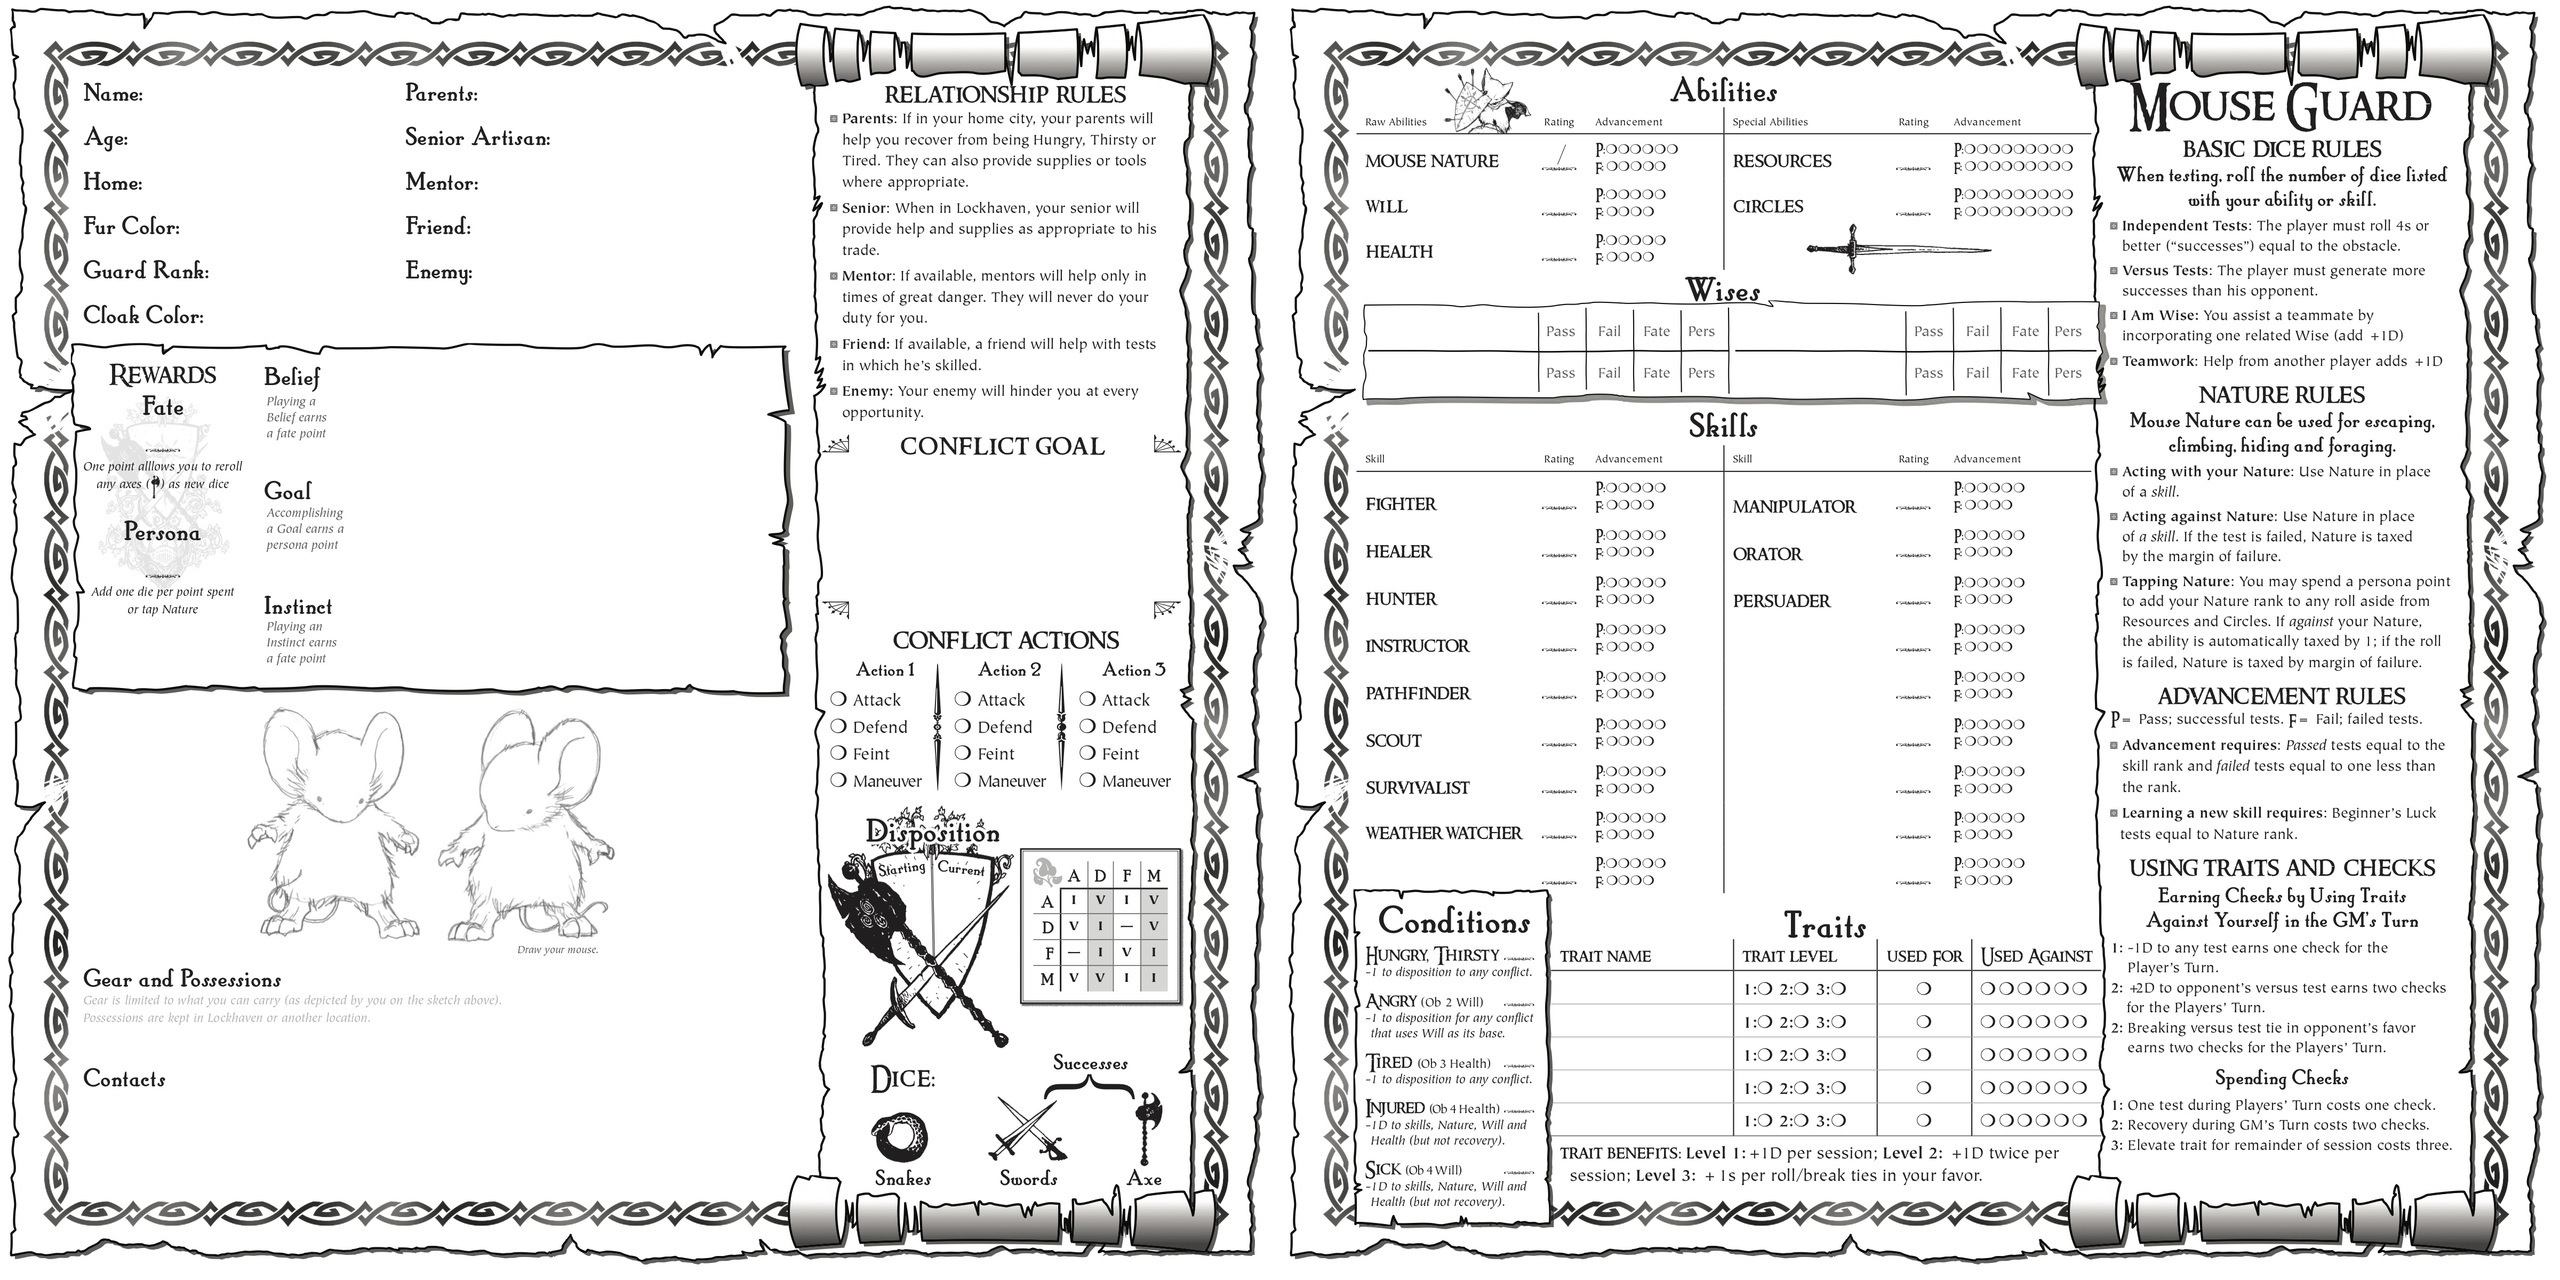 Name:
Age:
Home:
Fur Color:
Guard Rank:
Cloak Color:
Parents:
Senior Artisan:
Mentor:
Friend:
Enemy:
REWARDS
Fate
One point alllows you to reroll
any axes ( ) as new dice
Persona
Add one die per point spent
or tap Nature
Belief
Playing a
Belief earns
a fate point
Goal
Accomplishing
a Goal earns a
persona point
Instinct
Playing an
Instinct earns
a fate point
Draw your mouse.
Gear and Possessions
Gear is limited to what you can carry (as depicted by you on the sketch above).
Possessions are kept in Lockhaven or another location.
Contacts
RELATIONSHIP RULES
Parents: If in your home city, your parents will
help you recover from being Hungry, Thirsty or
Tired. They can also provide supplies or tools
where appropriate.
Senior: When in Lockhaven, your senior will
provide help and supplies as appropriate to his
trade.
Mentor: If available, mentors will help only in
times of great danger. They will never do your
duty for you.
Friend: If available, a friend will help with tests
in which he's skilled.
Enemy: Your enemy will hinder you at every
opportunity.
CONFLICT GOAL
CONFLICT ACTIONS
Action 1 Action 2 Action 3
Attack Attack Attack
Defend Defend Defend
Feint Feint Feint
Maneuver Maneuver Maneuver
Disposition
Starting Current
A D F M
A I V I V
D V I — V
F — I V I
M V V I I
DICE:
Successes
Snakes Swords Axe
Abilities
Raw Abilities Rating Advancement Special Abilities Rating Advancement
MOUSE NATURE / P: F: RESOURCES P: F:
WILL P: F: CIRCLES P: F:
HEALTH P: F:
Wises
Pass Fail Fate Pers Pass Fail Fate Pers
Pass Fail Fate Pers Pass Fail Fate Pers
Skills
Skill Rating Advancement Skill Rating Advancement
FIGHTER P: F: MANIPULATOR P: F:
HEALER P: F: ORATOR P: F:
HUNTER P: F: PERSUADER P: F:
INSTRUCTOR P: F: P: F:
PATHFINDER P: F: P: F:
SCOUT P: F: P: F:
SURVIVALIST P: F: P: F:
WEATHER WATCHER P: F: P: F:
P: F: P: F:
Conditions
HUNGRY, THIRSTY
-1 to disposition to any conflict.
ANGRY (Ob 2 Will)
-1 to disposition for any conflict
that uses Will as its base.
TIRED (Ob 3 Health)
-1 to disposition to any conflict.
INJURED (Ob 4 Health)
-1D to skills, Nature, Will and
Health (but not recovery).
SICK (Ob 4 Will)
-1D to skills, Nature, Will and
Health (but not recovery).
Traits
TRAIT NAME TRAIT LEVEL USED FOR USED AGAINST
1: 2: 3:
1: 2: 3:
1: 2: 3:
1: 2: 3:
1: 2: 3:
TRAIT BENEFITS: Level 1: +1D per session; Level 2: +1D twice per
session; Level 3: + 1s per roll/break ties in your favor.
MOUSE GUARD
BASIC DICE RULES
When testing, roll the number of dice listed
with your ability or skill.
Independent Tests: The player must roll 4s or
better (“successes”) equal to the obstacle.
Versus Tests: The player must generate more
successes than his opponent.
I Am Wise: You assist a teammate by
incorporating one related Wise (add +1D)
Teamwork: Help from another player adds +1D
NATURE RULES
Mouse Nature can be used for escaping,
climbing, hiding and foraging.
Acting with your Nature: Use Nature in place
of a skill.
Acting against Nature: Use Nature in place
of a skill. If the test is failed, Nature is taxed
by the margin of failure.
Tapping Nature: You may spend a persona point
to add your Nature rank to any roll aside from
Resources and Circles. If against your Nature,
the ability is automatically taxed by 1; if the roll
is failed, Nature is taxed by margin of failure.
ADVANCEMENT RULES
P= Pass; successful tests. F= Fail; failed tests.
Advancement requires: Passed tests equal to the
skill rank and failed tests equal to one less than
the rank.
Learning a new skill requires: Beginner's Luck
tests equal to Nature rank.
USING TRAITS AND CHECKS
Earning Checks by Using Traits
Against Yourself in the GM's Turn
1: -1D to any test earns one check for the
Player's Turn.
2: +2D to opponent's versus test earns two checks
for the Players' Turn.
2: Breaking versus test tie in opponent's favor
earns two checks for the Players' Turn.
Spending Checks
1: One test during Players' Turn costs one check.
2: Recovery during GM's Turn costs two checks.
3: Elevate trait for remainder of session costs three.